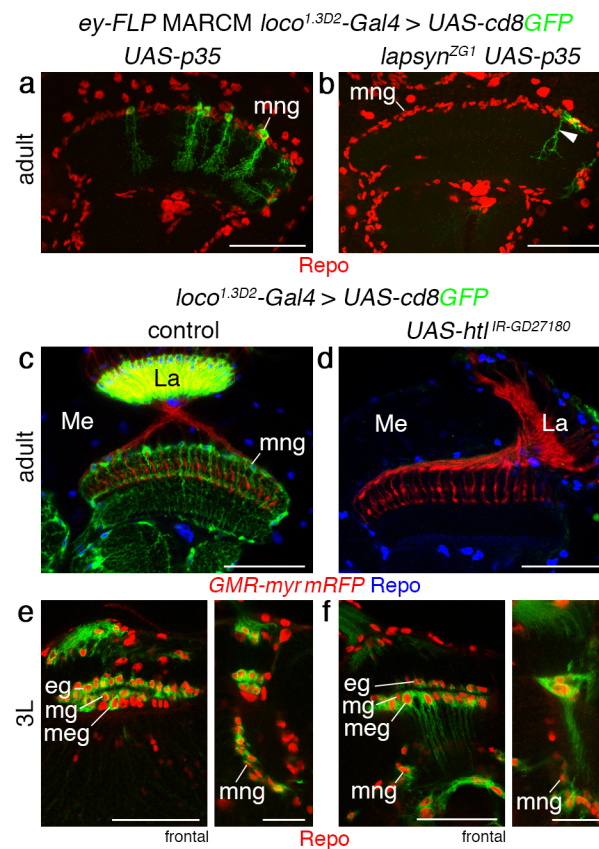 ey-FLP MARCM loco1.3D2-Gal4 > UAS-cd8GFP
UAS-p35 lapsynZG1 UAS-p35
a mng b mng
adult
Repo
loco1.3D2-Gal4 > UAS-cd8GFP
control UAS-htl IR-GD27180
c La Me mng d Me La
adult
GMR-myr mRFP Repo
e eg mg meg mng f eg mg meg mng mng
3L
frontal frontal
Repo